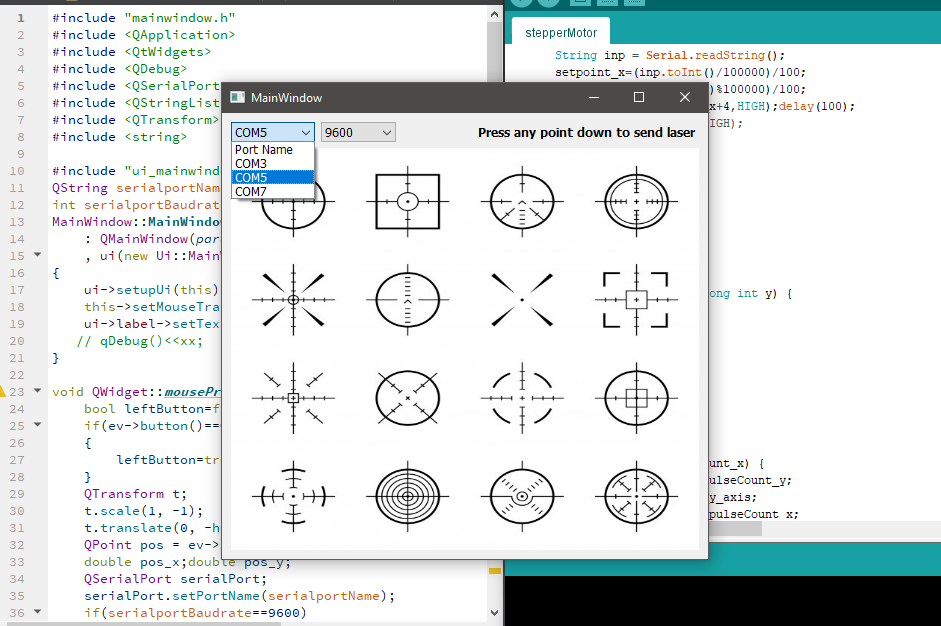 1 #include "mainwindow.h"
2 #include <QApplication>
3 #include <QtWidgets>
4 #include <QDebug>
5 #include <QSerialPort
6 #include <QStringList
7 #include <QTransform>
8 #include <string>
9
10 #include "ui_mainwind
11 QString serialportName
12 int serialportBaudrate
13 MainWindow::MainWindow
14 : QMainWindow(par
15 , ui(new Ui::Main
16 {
17 ui->setupUi(this)
18 this->setMouseTra
19 ui->label->setTex
20 // qDebug()<<xx;
21 }
22
23 void QWidget::mousePr
24 bool leftButton=f
25 if(ev->button()==
26 {
27 leftButton=tru
28 }
29 QTransform t;
30 t.scale(1, -1);
31 t.translate(0, -h
32 QPoint pos = ev->
33 double pos_x;double pos_y;
34 QSerialPort serialPort;
35 serialPort.setPortName(serialportName);
36 if(serialportBaudrate==9600)
MainWindow
COM5
9600
Press any point down to send laser
Port Name
COM3
COM5
COM7
stepperMotor
String inp = Serial.readString();
setpoint_x=(inp.toInt()/100000)/100;
)%100000)/100;
x+4,HIGH);delay(100);
IGH);
ong int y) {
unt_x) {
ulseCount_y;
y_axis;
pulseCount_x;